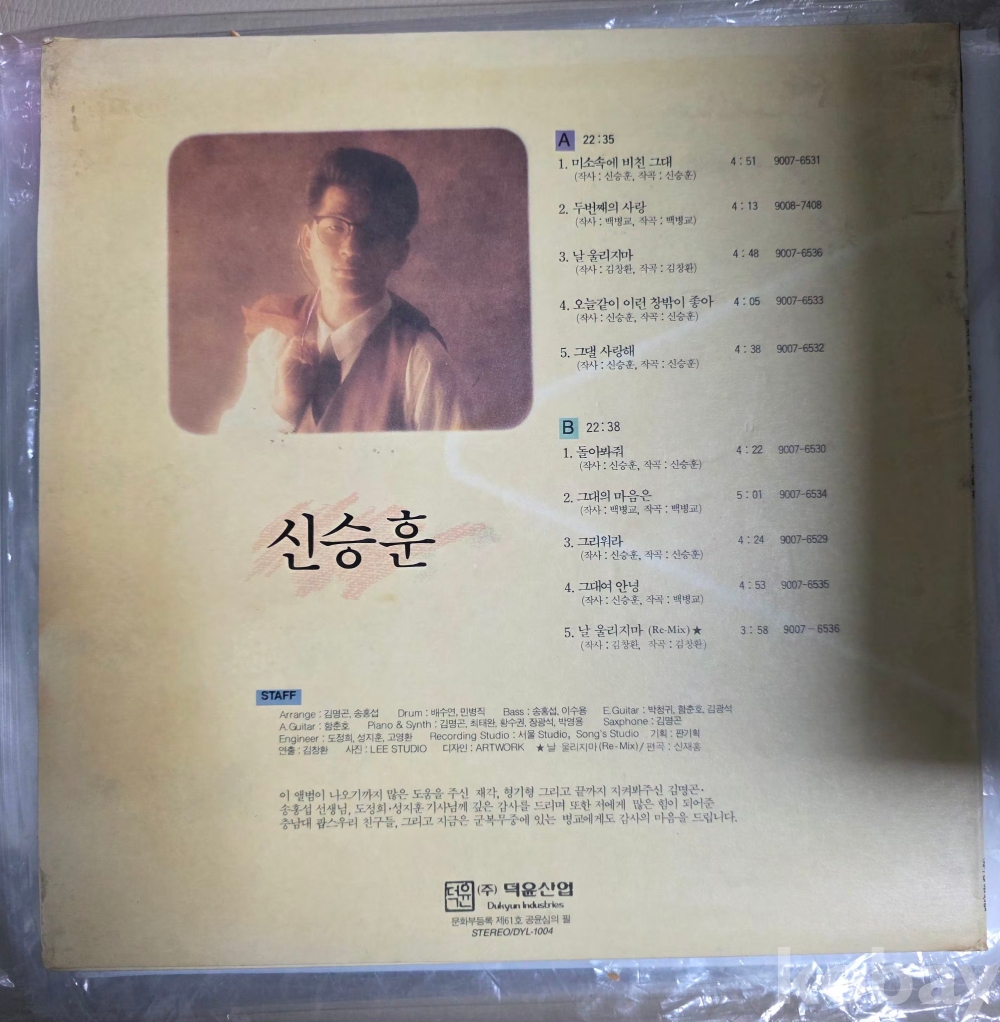 A 22:35
1. 미소속에 비친 그대 4:51 9007-6531
(작사 : 신승훈, 작곡 : 신승훈)
2. 두번째의 사랑 4:13 9008-7408
(작사 : 백병교, 작곡 : 백병교)
3. 날 울리지마 4:48 9007-6536
(작사 : 김창환, 작곡 : 김창환)
4. 오늘같이 이런 창밖이 좋아 4:05 9007-6533
(작사 : 신승훈, 작곡 : 신승훈)
5. 그댈 사랑해 4:38 9007-6532
(작사 : 신승훈, 작곡 : 신승훈)
B 22:38
1. 돌아봐줘 4:22 9007-6530
(작사 : 신승훈, 작곡 : 신승훈)
2. 그대의 마음은 5:01 9007-6534
(작사 : 백병교, 작곡 : 백병교)
3. 그리워라 4:24 9007-6529
(작사 : 신승훈, 작곡 : 신승훈)
4. 그대여 안녕 4:53 9007-6535
(작사 : 신승훈, 작곡 : 백병교)
5. 날 울리지마 (Re-Mix)★ 3:58 9007-6536
(작사 : 김창환, 작곡 : 김창환)
신승훈
STAFF
Arrange : 김명곤, 송홍섭 Drum : 배수연, 민병직 Bass : 송홍섭, 이수용 E.Guitar : 박청귀, 함춘호, 김광석
A.Guitar : 함춘호 Piano & Synth : 김명곤, 최태완, 황수권, 장광석, 박영용 Saxphone : 김명곤
Engineer : 도정회, 성지훈, 고영환 Recording Studio : 서울 Studio, Song's Studio 기획 : 판기획
연출 : 김창환 사진 : LEE STUDIO 디자인 : ARTWORK ★날 울리지마(Re-Mix)/편곡 : 신재홍
이 앨범이 나오기까지 많은 도움을 주신 재각, 형기형 그리고 끝까지 지켜봐주신 김명곤·
송홍섭 선생님, 도정회·성지훈 기사님께 깊은 감사를 드리며 또한 저에게 많은 힘이 되어준
충남대 팝스우리 친구들, 그리고 지금은 군복무중에 있는 병교에게도 감사의 마음을 드립니다.
덕윤 (주) 덕윤산업
Dukyun Industries
문화부등록 제61호 공윤심의 필
STEREO/DYL-1004